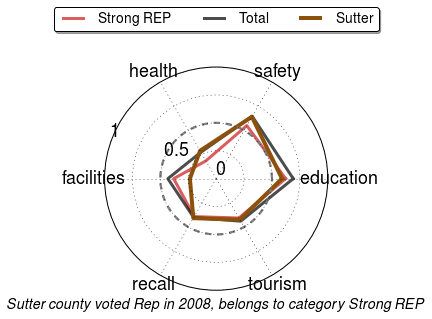 Strong REP Total Sutter
health safety
1
0.5
0
facilities education
recall tourism
Sutter county voted Rep in 2008, belongs to category Strong REP